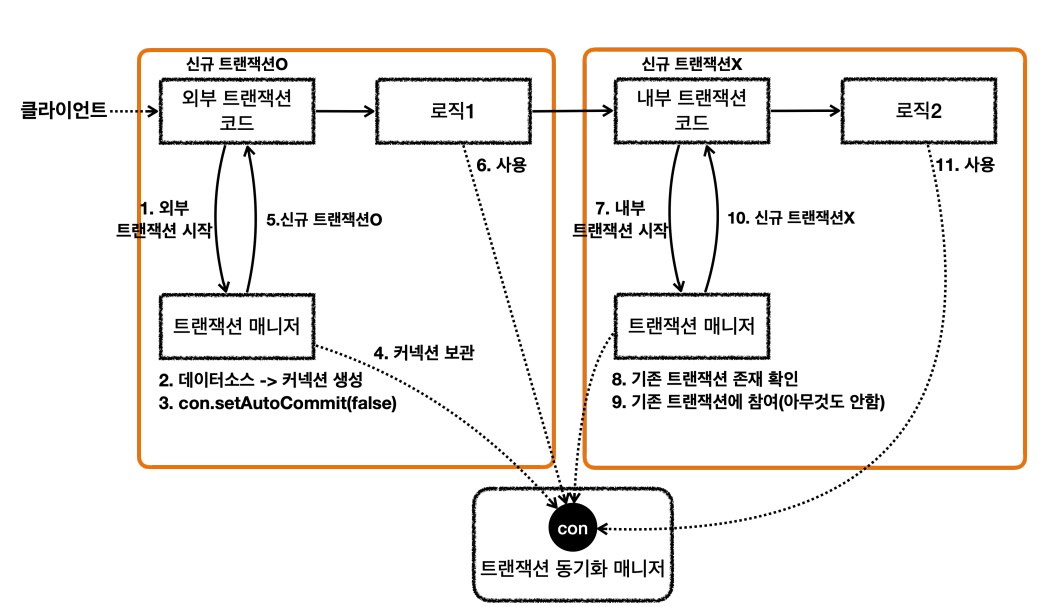 신규 트랜잭션O
신규 트랜잭션X
클라이언트
외부 트랜잭션
코드
로직1
내부 트랜잭션
코드
로직2
6. 사용
11. 사용
1. 외부
트랜잭션 시작
5.신규 트랜잭션O
7. 내부
트랜잭션 시작
10. 신규 트랜잭션X
트랜잭션 매니저
트랜잭션 매니저
4. 커넥션 보관
2. 데이터소스 -> 커넥션 생성
3. con.setAutoCommit(false)
8. 기존 트랜잭션 존재 확인
9. 기존 트랜잭션에 참여(아무것도 안함)
con
트랜잭션 동기화 매니저